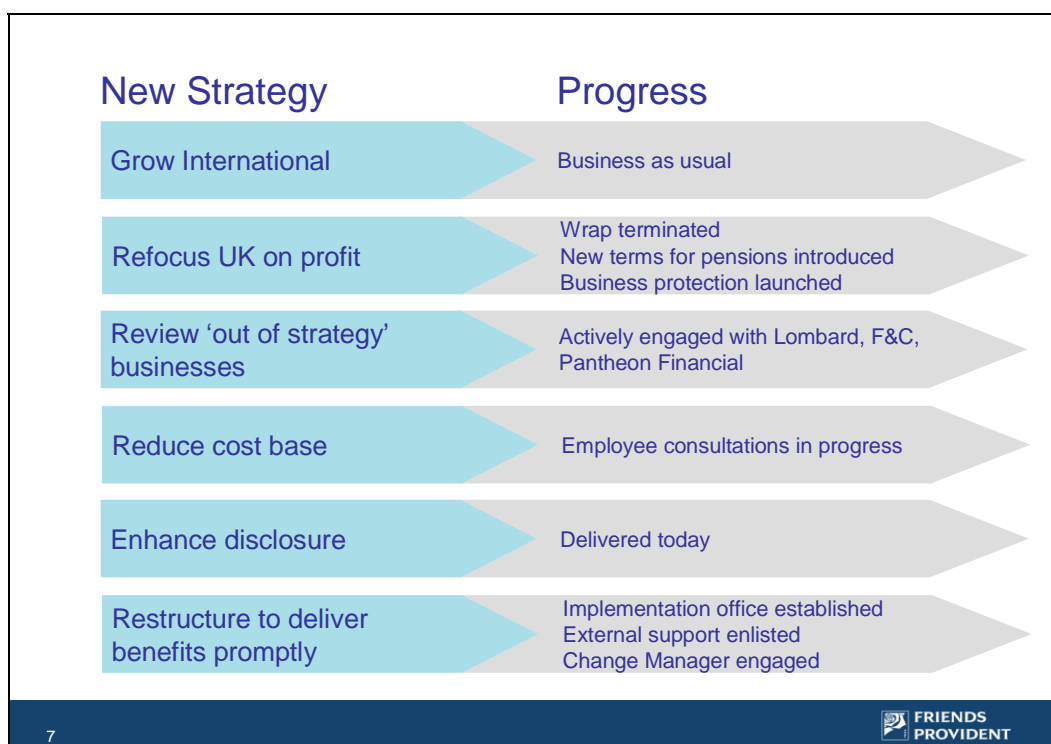 New Strategy
Progress
Grow International
Business as usual
Refocus UK on profit
Wrap terminated
New terms for pensions introduced
Business protection launched
Review ‘out of strategy’
businesses
Actively engaged with Lombard, F&C,
Pantheon Financial
Reduce cost base
Employee consultations in progress
Enhance disclosure
Delivered today
Restructure to deliver
benefits promptly
Implementation office established
External support enlisted
Change Manager engaged
7
FRIENDS
PROVIDENT